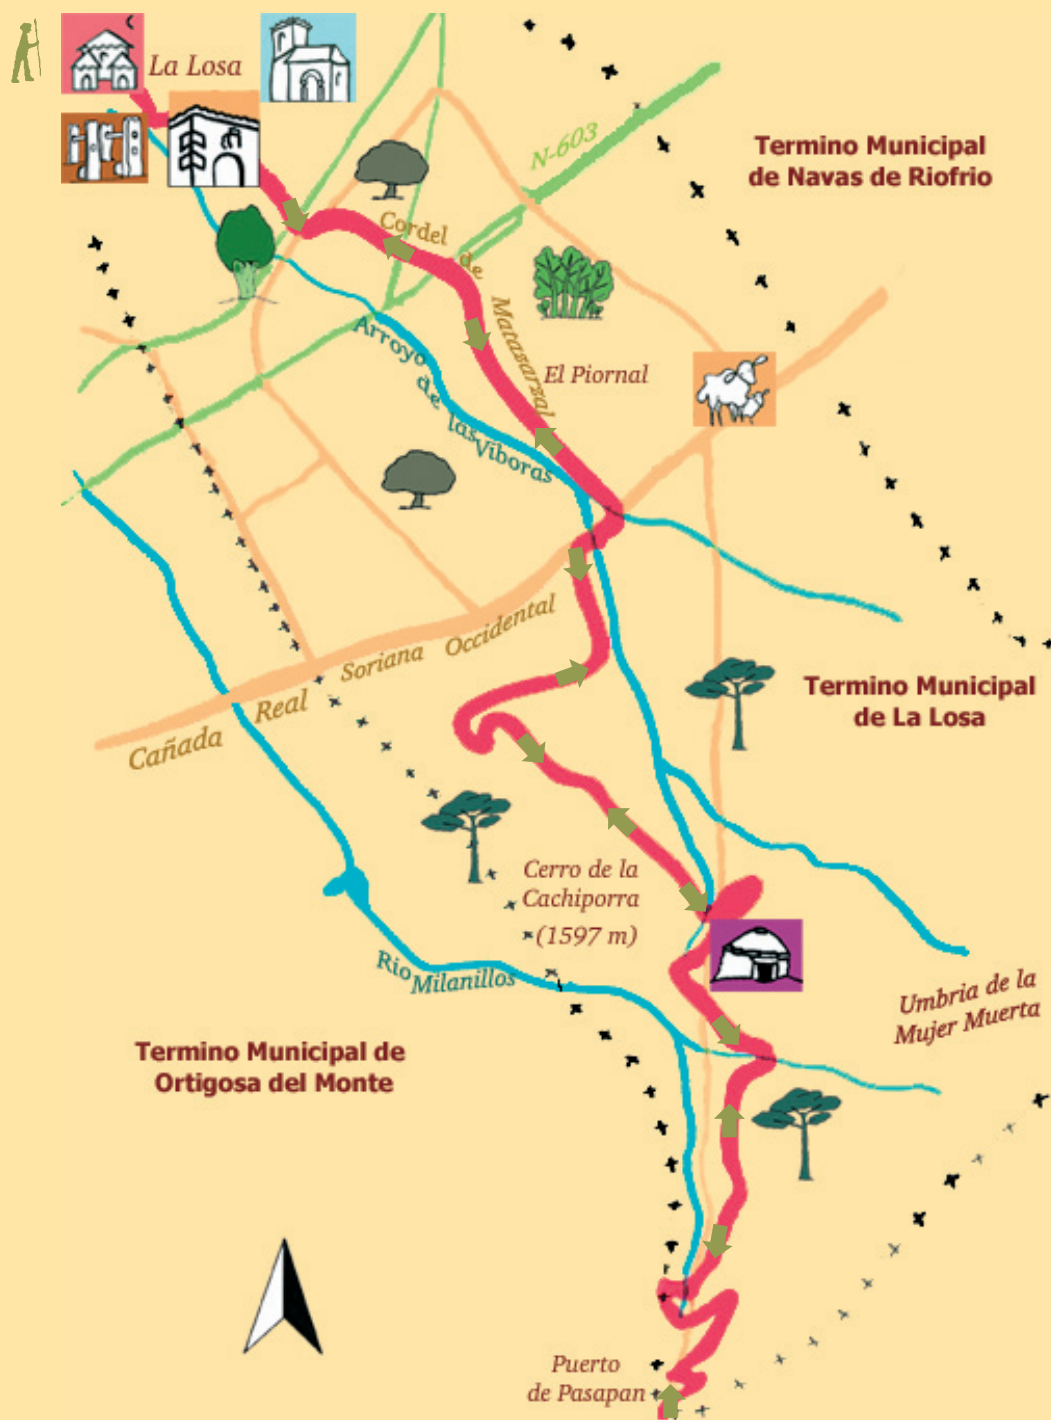 La Losa
N-603
Termino Municipal
de Navas de Riofrio
Cordel
de
Matasarzal
Arroyo
de
las
Víboras
El Piornal
Soriana Occidental
Cañada Real
Termino Municipal
de La Losa
Cerro de la
Cachiporra
(1597 m)
Rio Milanillos
Umbria de la
Mujer Muerta
Termino Municipal de
Ortigosa del Monte
Puerto
de Pasapan